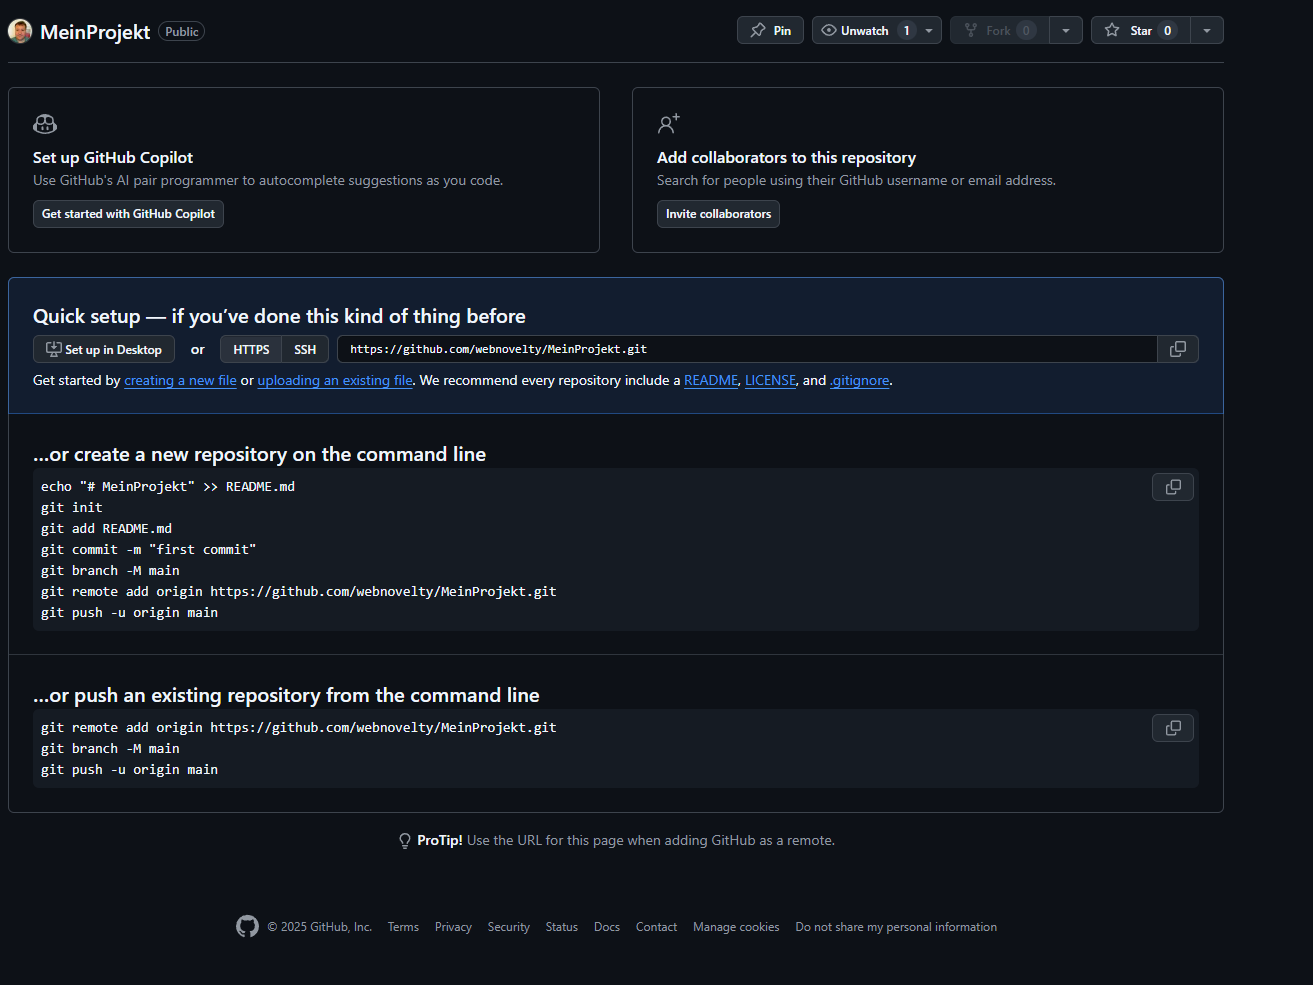 MeinProjekt Public
Pin
Unwatch 1
Fork 0
Star 0
Set up GitHub Copilot
Use GitHub's AI pair programmer to autocomplete suggestions as you code.
Get started with GitHub Copilot
Add collaborators to this repository
Search for people using their GitHub username or email address.
Invite collaborators
Quick setup — if you’ve done this kind of thing before
Set up in Desktop or HTTPS SSH https://github.com/webnovelty/MeinProjekt.git
Get started by creating a new file or uploading an existing file. We recommend every repository include a README, LICENSE, and .gitignore.
…or create a new repository on the command line
echo "# MeinProjekt" >> README.md
git init
git add README.md
git commit -m "first commit"
git branch -M main
git remote add origin https://github.com/webnovelty/MeinProjekt.git
git push -u origin main
…or push an existing repository from the command line
git remote add origin https://github.com/webnovelty/MeinProjekt.git
git branch -M main
git push -u origin main
ProTip! Use the URL for this page when adding GitHub as a remote.
© 2025 GitHub, Inc. Terms Privacy Security Status Docs Contact Manage cookies Do not share my personal information